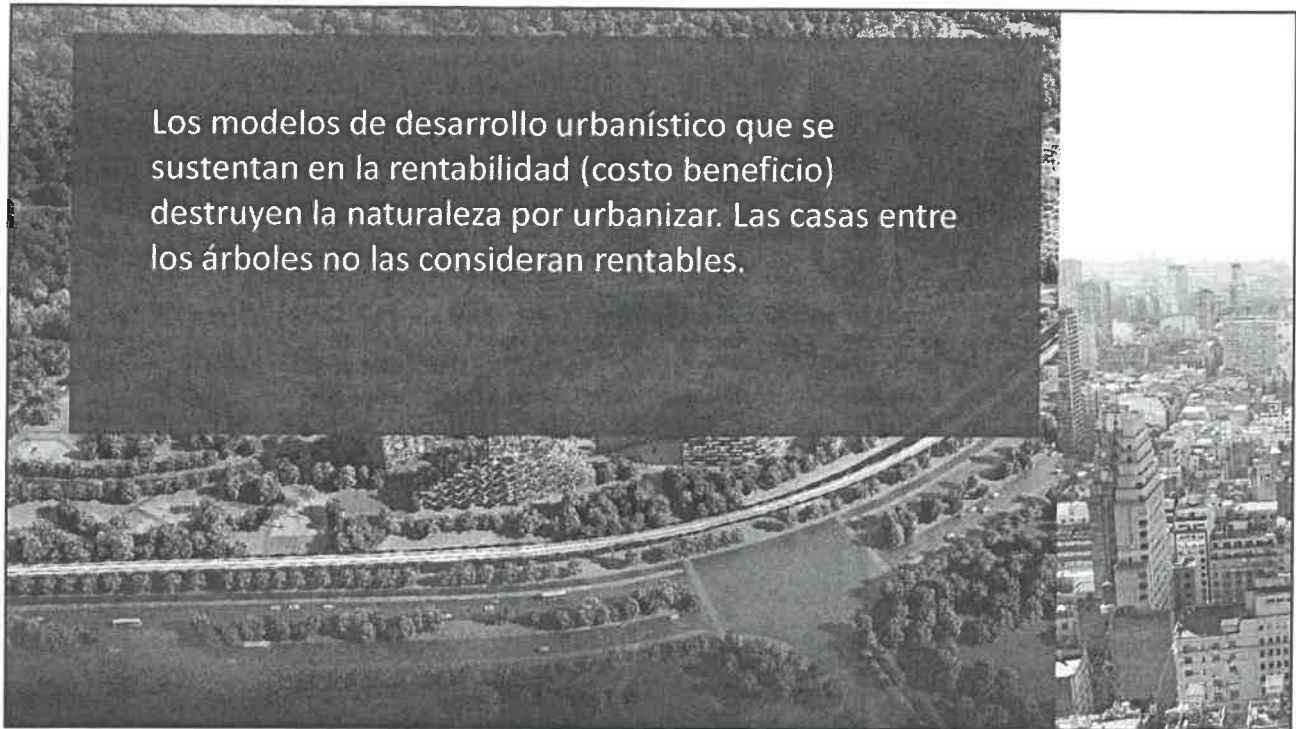 Los modelos de desarrollo urbanístico que se
sustentan en la rentabilidad (costo beneficio)
destruyen la naturaleza por urbanizar. Las casas entre
los árboles no las consideran rentables.